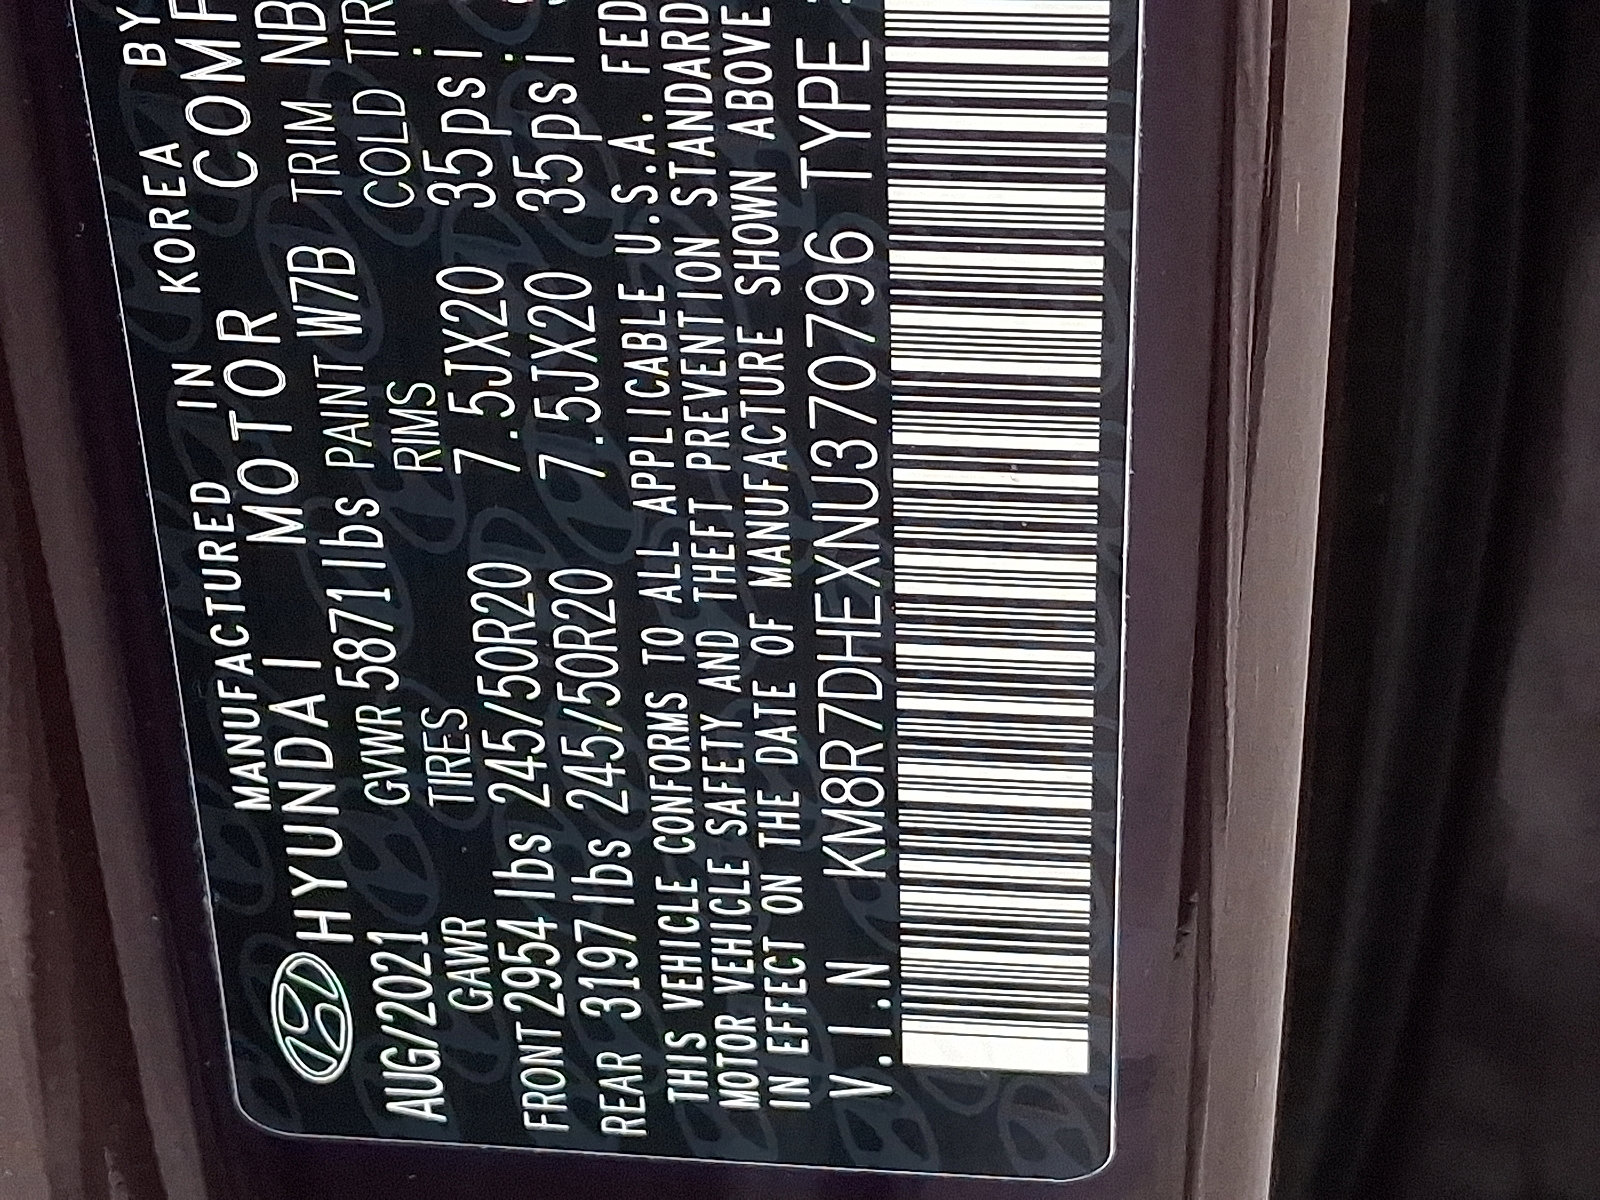 MANUFACTURED IN KOREA BY
HYUNDAI MOTOR COMP
AUG/2021 GVWR 5871lbs PAINT W7B TRIM NB
GAWR TIRES RIMS COLD TIR
FRONT 2954 lbs 245/50R20 7.5JX20 35psi
REAR 3197 lbs 245/50R20 7.5JX20 35psi
THIS VEHICLE CONFORMS TO ALL APPLICABLE U.S.A. FED
MOTOR VEHICLE SAFETY AND THEFT PREVENTION STANDARD
IN EFFECT ON THE DATE OF MANUFACTURE SHOWN ABOVE
V.I.N KM8R7DHEXNU370796 TYPE